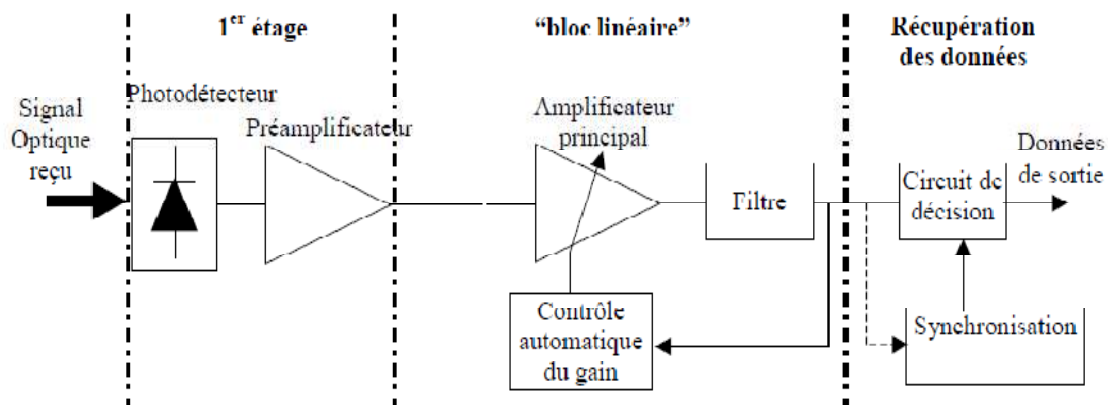 1er étage
“bloc linéaire”
Récupération
des données
Signal
Optique
reçu
Photodétecteur
Préamplificateur
Amplificateur
principal
Filtre
Contrôle
automatique
du gain
Circuit de
décision
Données
de sortie
Synchronisation